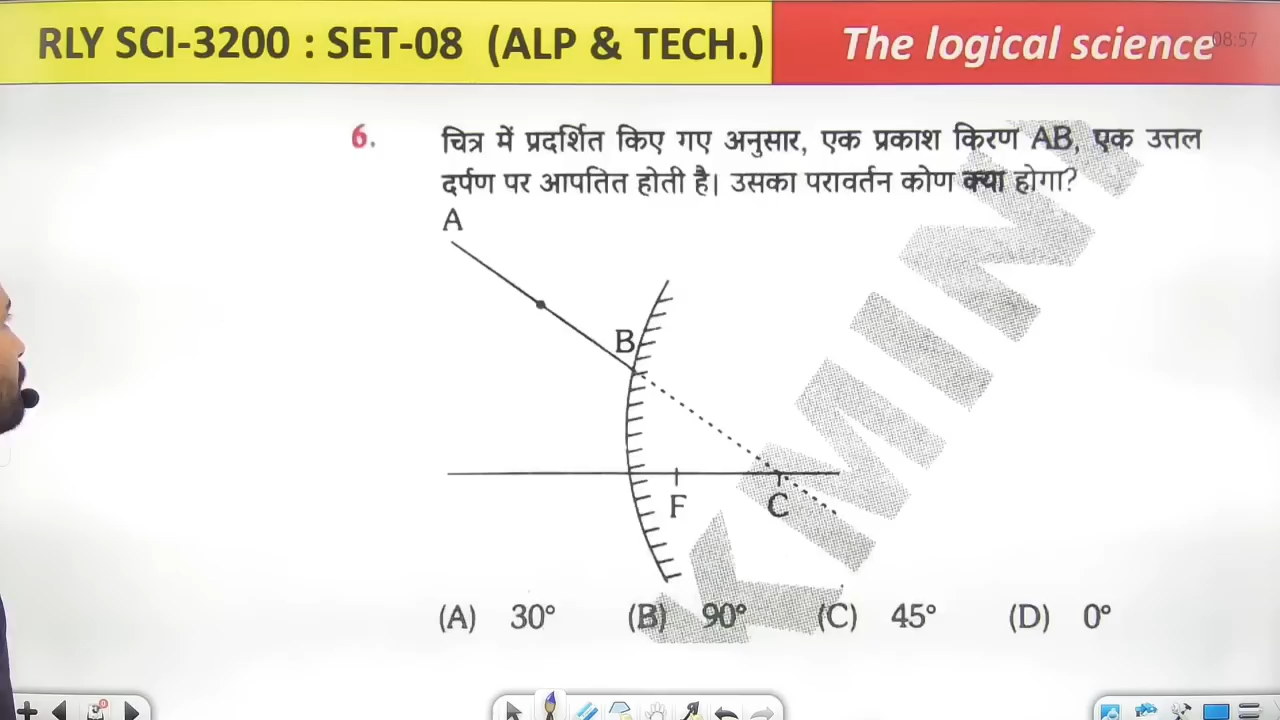 RLY SCI-3200 : SET-08 (ALP & TECH.)
The logical science
08:57
6. चित्र में प्रदर्शित किए गए अनुसार, एक प्रकाश किरण AB, एक उत्तल
दर्पण पर आपतित होती है। उसका परावर्तन कोण क्या होगा?
A
B
F
C
(A) 30° (B) 90° (C) 45° (D) 0°
KMIN